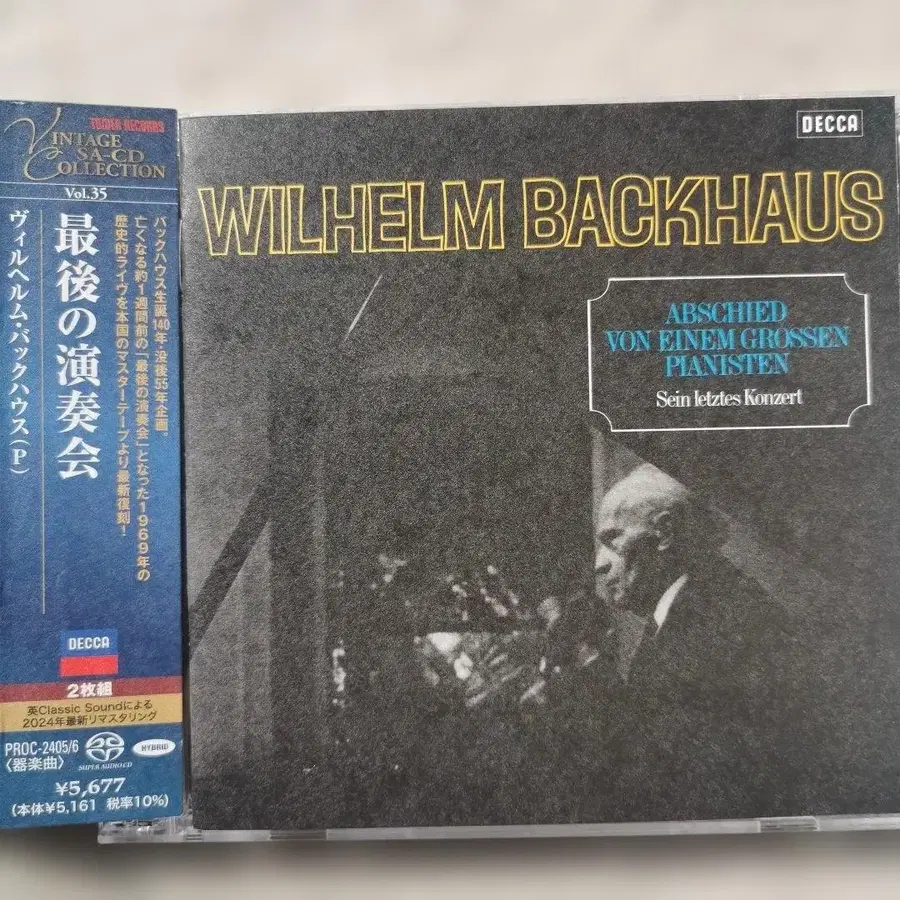 TOWER RECORDS
VINTAGE
SA-CD
COLLECTION
Vol.35
バックハウス生誕140年・没後55年企画。
亡くなる約1週間前の「最後の演奏会」となった1969年の
歴史的ライヴを本国のマスターテープより最新復刻!
最後の演奏会
ヴィルヘルム・バックハウス(P)
DECCA
2枚組
英Classic Soundによる
2024年最新リマスタリング
PROC-2405/6
〈器楽曲〉
SUPER AUDIO CD
HYBRID
¥5,677
(本体¥5,161 税率10%)
DECCA
WILHELM BACKHAUS
ABSCHIED
VON EINEM GROSSEN
PIANISTEN
Sein letztes Konzert